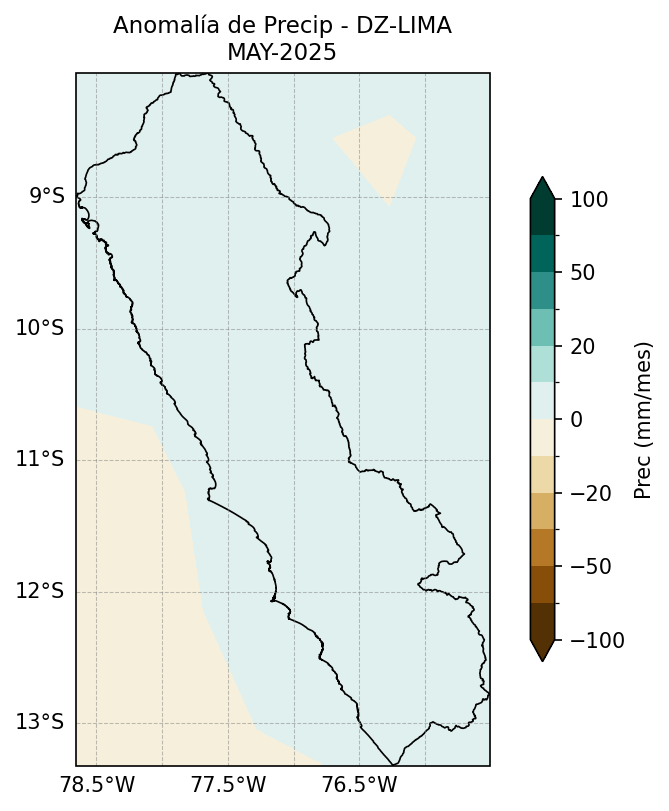 Anomalía de Precip - DZ-LIMA
MAY-2025
9°S
10°S
11°S
12°S
13°S
78.5°W 77.5°W 76.5°W
100
50
20
0
−20
−50
−100
Prec (mm/mes)